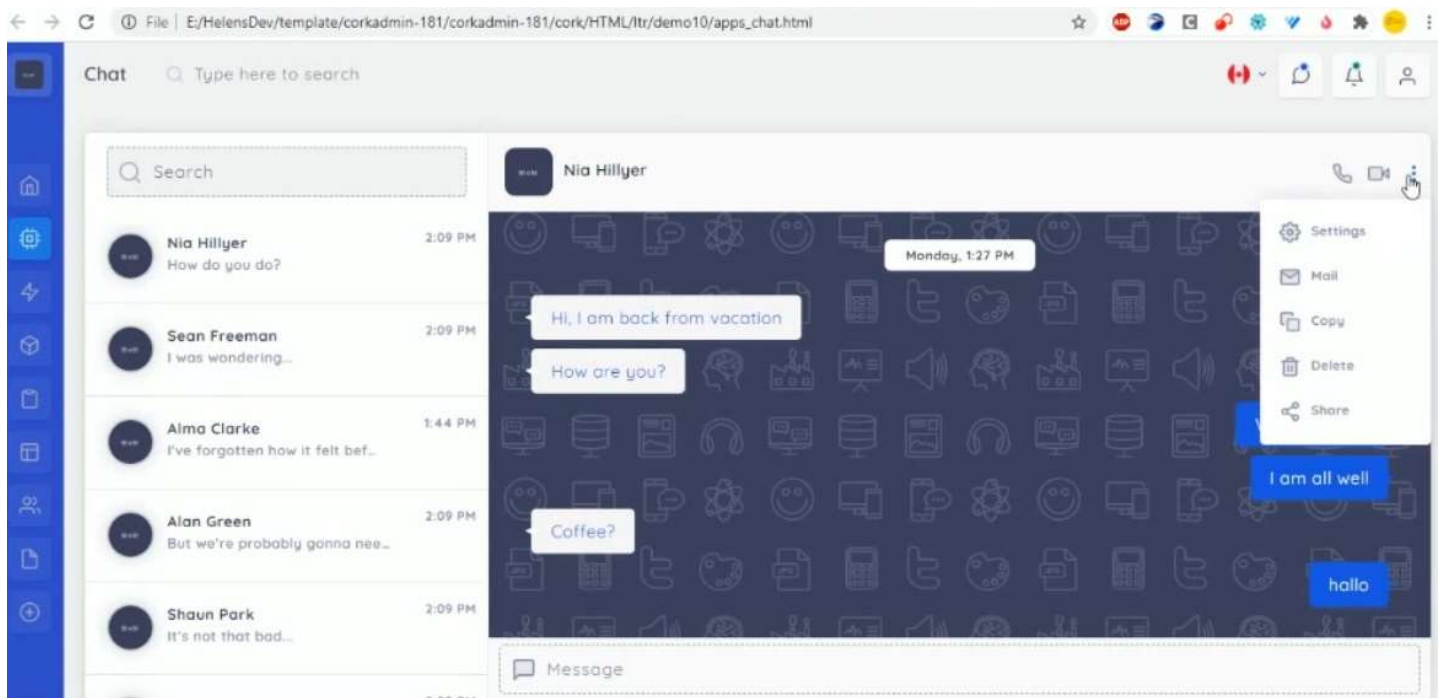 File | E:/HelensDev/template/corkadmin-181/corkadmin-181/cork/HTML/ltr/demo10/apps_chat.html
ABP
Chat
Type here to search
Search
Nia Hillyer
2:09 PM
How do you do?
Sean Freeman
2:09 PM
I was wondering...
Alma Clarke
1:44 PM
I've forgotten how it felt bef...
Alan Green
2:09 PM
But we're probably gonna nee...
Shaun Park
2:09 PM
It's not that bad...
Nia Hillyer
Settings
Mail
Copy
Delete
Share
Monday, 1:27 PM
Hi, I am back from vacation
How are you?
I am all well
Coffee?
hallo
Message